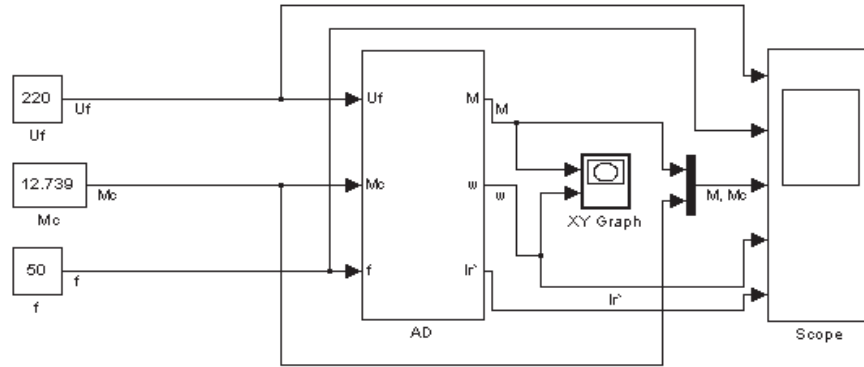 220
Uf
Uf
12.739
Mc
Mc
50
f
f
Uf
Mc
f
M
w
Ir`
AD
M
w
XY Graph
M, Mc
Ir`
Scope